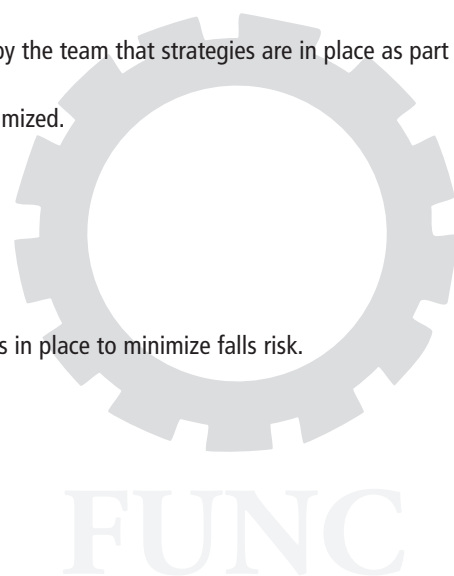 by the team that strategies are in place as part
mized.
s in place to minimize falls risk.
FUNC